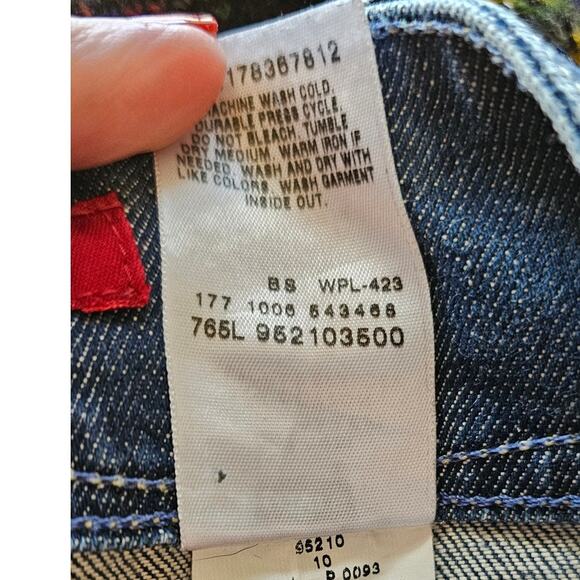 178367812
MACHINE WASH COLD.
DURABLE PRESS CYCLE.
DO NOT BLEACH. TUMBLE
DRY MEDIUM. WARM IRON IF
NEEDED. WASH AND DRY WITH
LIKE COLORS. WASH GARMENT
INSIDE OUT.
BS WPL-423
177 1006 543468
765L 952103500
95210
10
P 0093